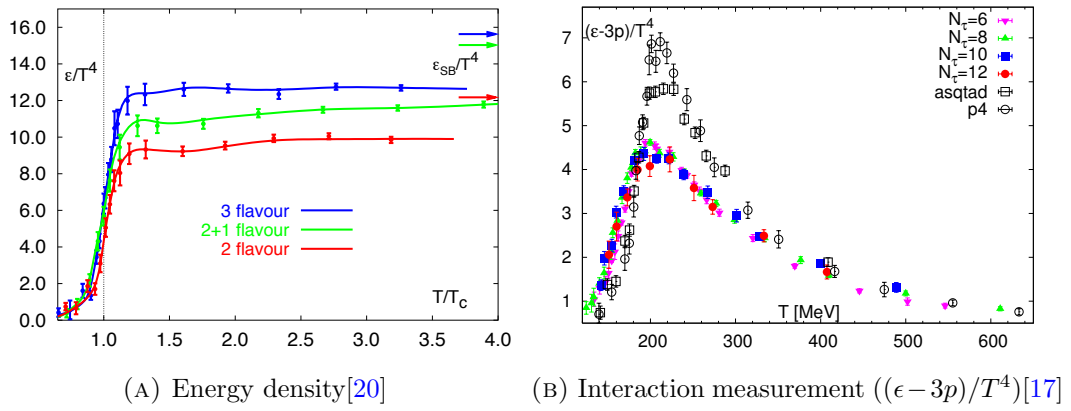 16.0
14.0
12.0
10.0
8.0
6.0
4.0
2.0
0.0
ε/T⁴
ε_SB/T⁴
3 flavour
2+1 flavour
2 flavour
T/T_c
1.0 1.5 2.0 2.5 3.0 3.5 4.0
(A) Energy density[20]
(ε-3p)/T⁴
7
6
5
4
3
2
1
N_τ=6
N_τ=8
N_τ=10
N_τ=12
asqtad
p4
T [MeV]
200 300 400 500 600
(B) Interaction measurement ((ϵ−3p)/T⁴)[17]